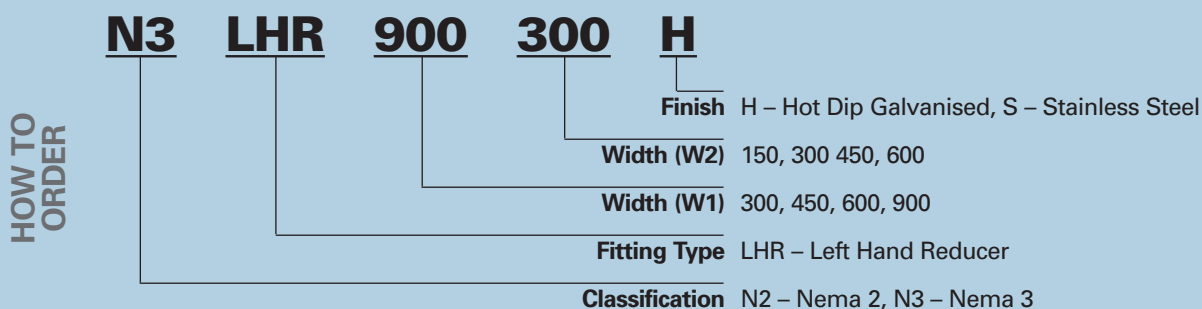 N3 LHR 900 300 H
HOW TO
ORDER
Finish H – Hot Dip Galvanised, S – Stainless Steel
Width (W2) 150, 300 450, 600
Width (W1) 300, 450, 600, 900
Fitting Type LHR – Left Hand Reducer
Classification N2 – Nema 2, N3 – Nema 3